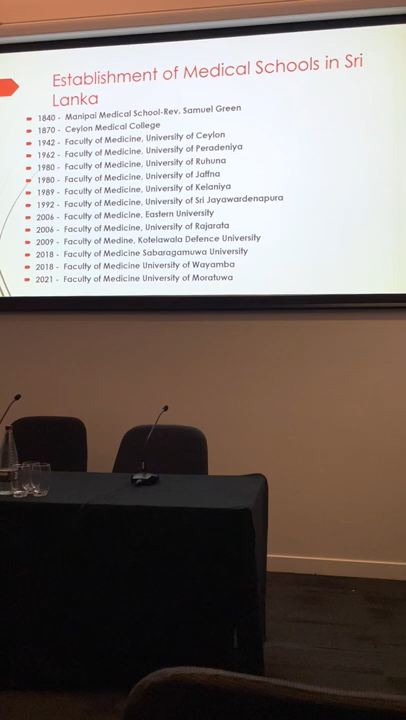 Establishment of Medical Schools in Sri
Lanka
1840 - Manipai Medical School-Rev. Samuel Green
1870 - Ceylon Medical College
1942 - Faculty of Medicine, University of Ceylon
1962 - Faculty of Medicine, University of Peradeniya
1980 - Faculty of Medicine, University of Ruhuna
1980 - Faculty of Medicine, University of Jaffna
1989 - Faculty of Medicine, University of Kelaniya
1992 - Faculty of Medicine, University of Sri Jayawardenapura
2006 - Faculty of Medicine, Eastern University
2006 - Faculty of Medicine, University of Rajarata
2009 - Faculty of Medine, Kotelawala Defence University
2018 - Faculty of Medicine Sabaragamuwa University
2018 - Faculty of Medicine University of Wayamba
2021 - Faculty of Medicine University of Moratuwa